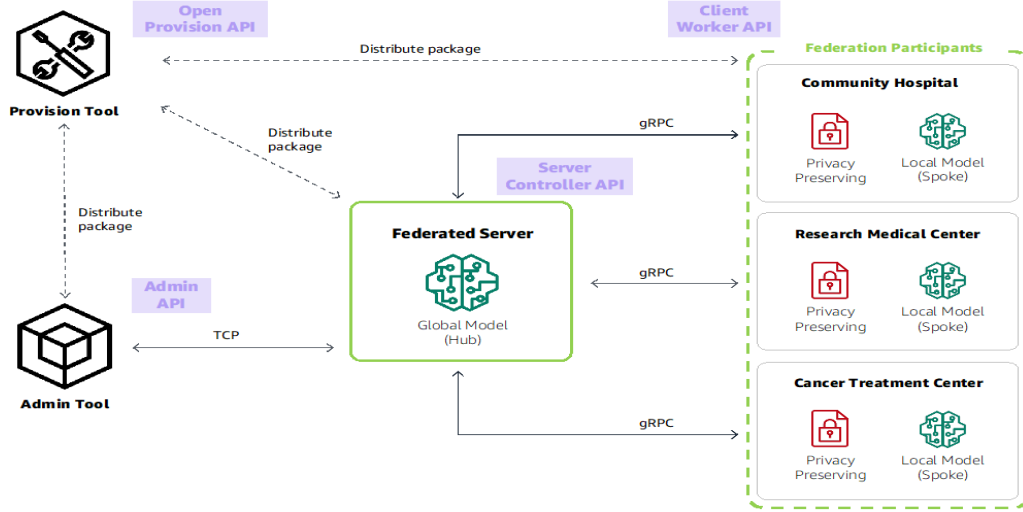 Open
Provision API
Client
Worker API
Distribute package
Federation Participants
Provision Tool
Community Hospital
Privacy
Preserving
Local Model
(Spoke)
gRPC
Distribute
package
Server
Controller API
Distribute
package
Federated Server
Global Model
(Hub)
Research Medical Center
Privacy
Preserving
Local Model
(Spoke)
gRPC
Admin
API
TCP
Admin Tool
Cancer Treatment Center
Privacy
Preserving
Local Model
(Spoke)
gRPC